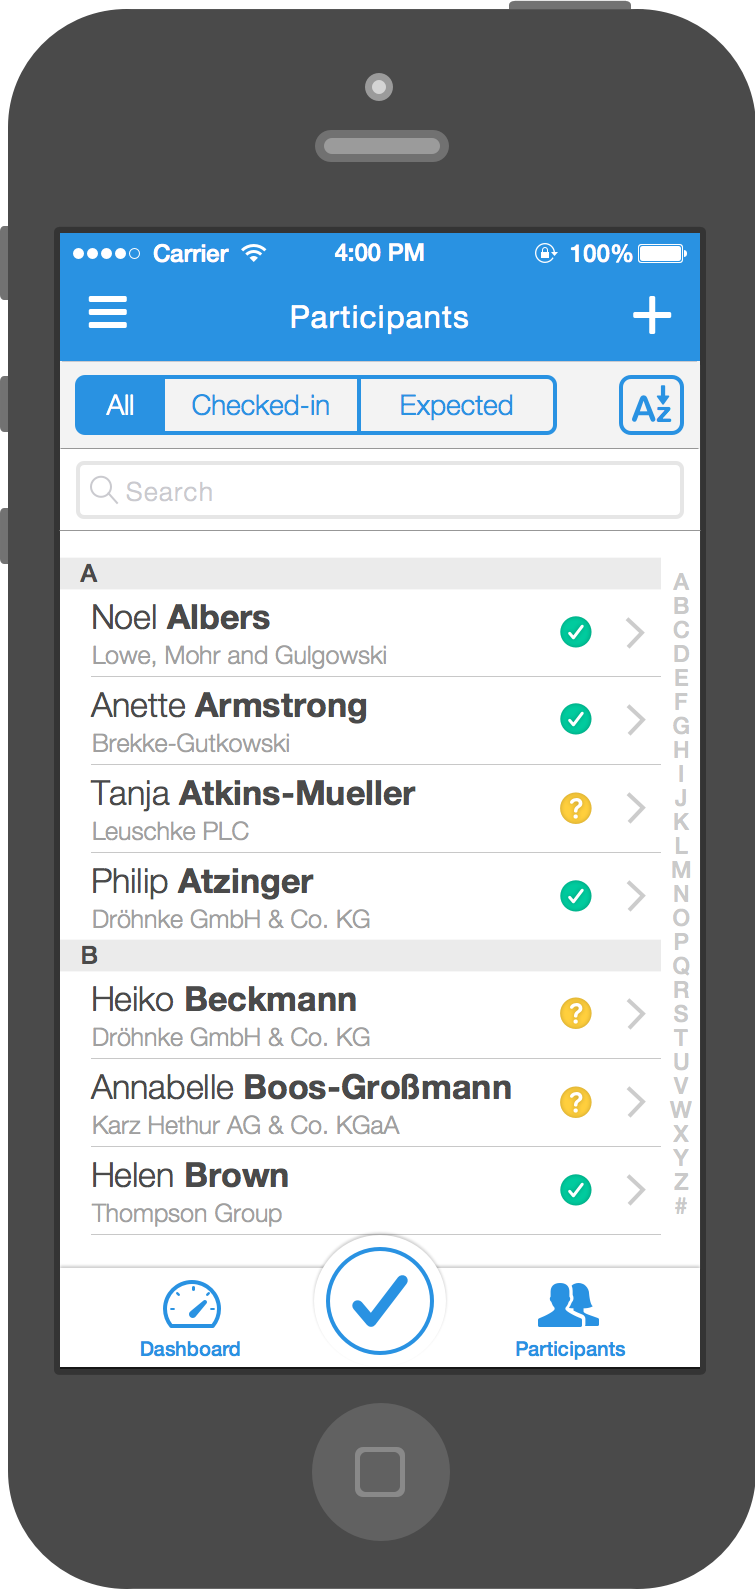 Carrier 4:00 PM 100%
Participants
All Checked-in Expected
AZ
Search
A
Noel Albers
Lowe, Mohr and Gulgowski
Anette Armstrong
Brekke-Gutkowski
Tanja Atkins-Mueller
Leuschke PLC
Philip Atzinger
Dröhnke GmbH & Co. KG
B
Heiko Beckmann
Dröhnke GmbH & Co. KG
Annabelle Boos-Großmann
Karz Hethur AG & Co. KGaA
Helen Brown
Thompson Group
A
B
C
D
E
F
G
H
I
J
K
L
M
N
O
P
Q
R
S
T
U
V
W
X
Y
Z
#
Dashboard Participants